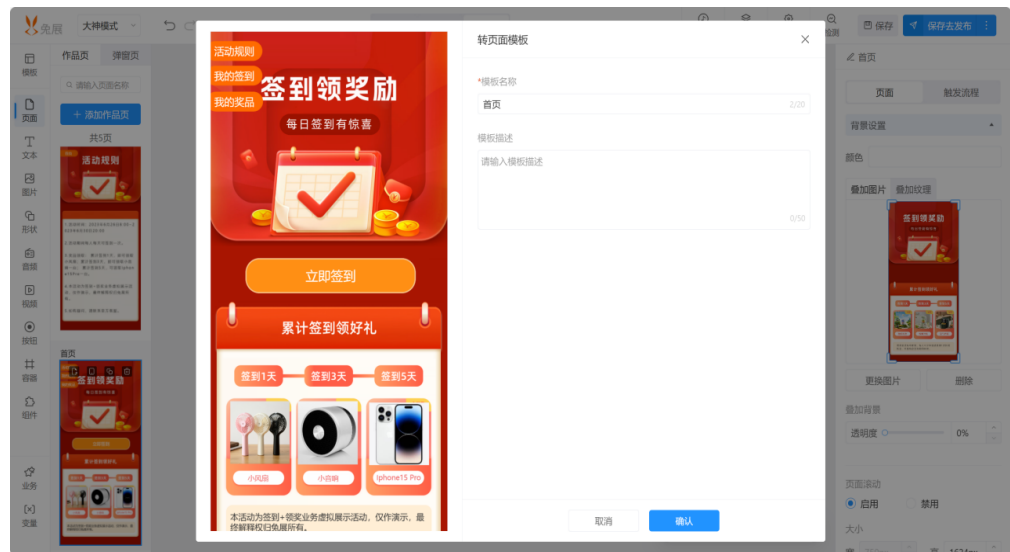 兔展
大神模式
保存
保存去发布
模板
页面
文本
图片
形状
音频
视频
按钮
容器
组件
业务
变量
作品页
弹窗页
请输入页面名称
+ 添加作品页
共5页
活动规则
首页
签到领奖励
活动规则
我的签到
我的奖品
签到领奖励
每日签到有惊喜
立即签到
累计签到领好礼
签到1天
签到3天
签到5天
小风扇
小音响
iphone15 Pro
本活动为签到+领奖业务虚拟展示活动，仅作演示，最
终解释权归兔展所有。
转页面模板
*模板名称
首页
2/20
模板描述
请输入模板描述
0/50
取消
确认
首页
页面
触发流程
背景设置
颜色
叠加图片
叠加纹理
签到领奖励
更换图片
删除
叠加背景
透明度
0%
页面滚动
启用
禁用
大小